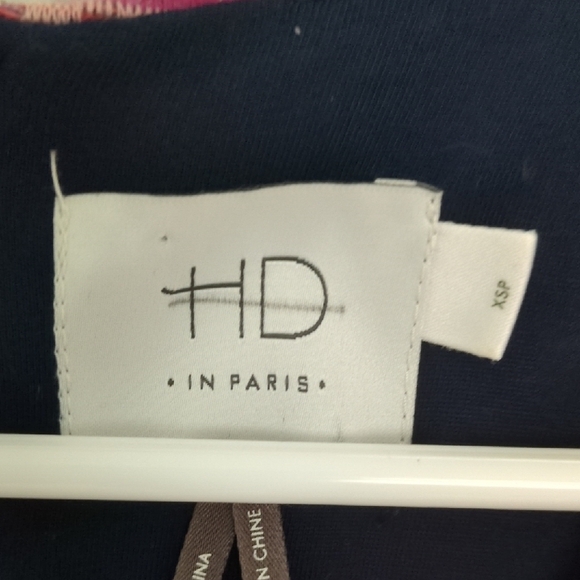 HD
• IN PARIS •
XSP
INA
N CHINE